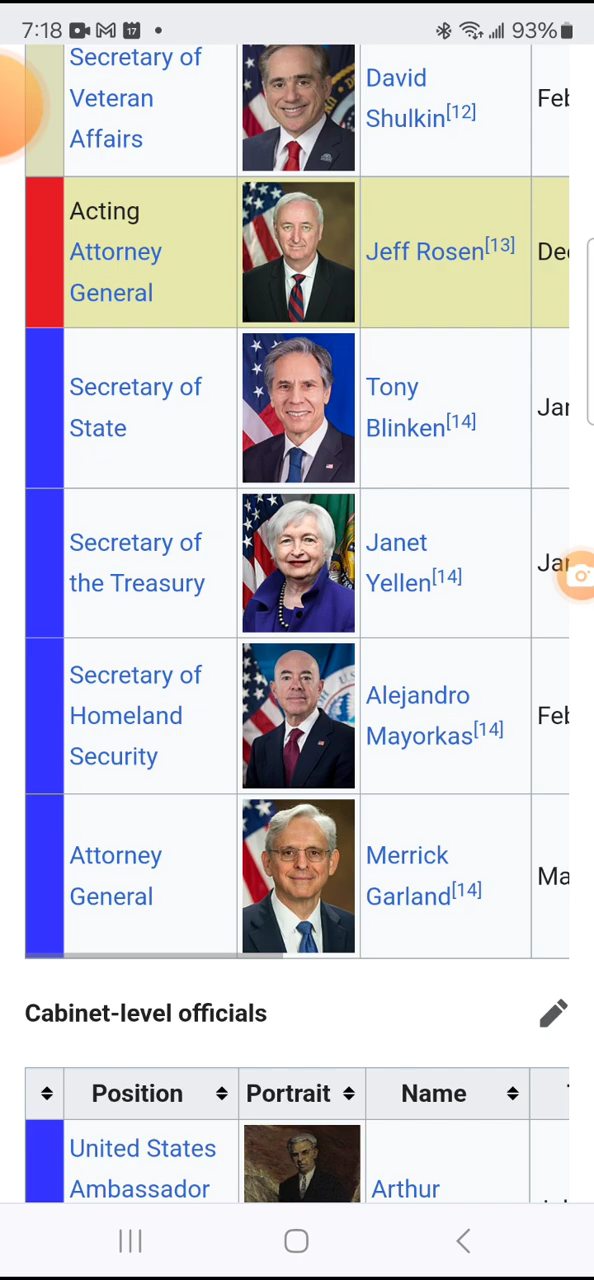 7:18 17 93%
Secretary of
Veteran
Affairs
David
Shulkin[12]
Feb
Acting
Attorney
General
Jeff Rosen[13]
Dec
Secretary of
State
Tony
Blinken[14]
Jan
Secretary of
the Treasury
Janet
Yellen[14]
Jan
Secretary of
Homeland
Security
Alejandro
Mayorkas[14]
Feb
Attorney
General
Merrick
Garland[14]
Ma
Cabinet-level officials
Position Portrait Name
United States
Ambassador
Arthur